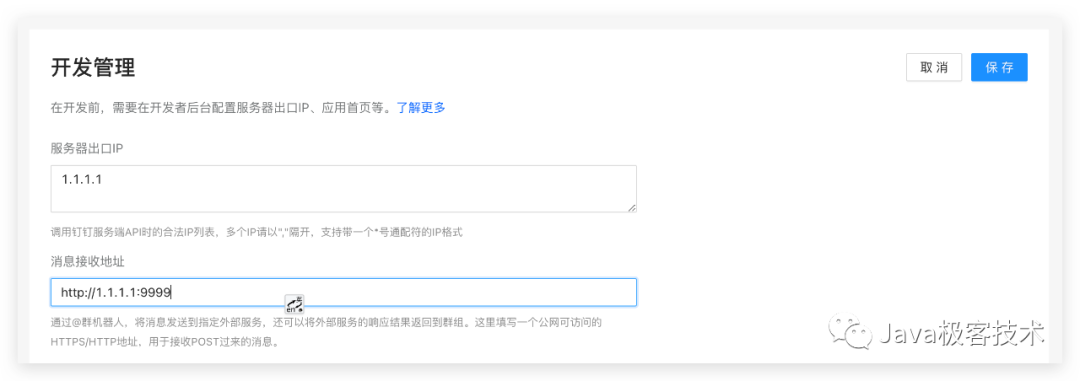 开发管理
取 消
保 存
在开发前，需要在开发者后台配置服务器出口IP、应用首页等。了解更多
服务器出口IP
1.1.1.1
调用钉钉服务端API时的合法IP列表，多个IP请以","隔开，支持带一个*号通配符的IP格式
消息接收地址
http://1.1.1.1:9999
en
通过@群机器人，将消息发送到指定外部服务，还可以将外部服务的响应结果返回到群组。这里填写一个公网可访问的
HTTPS/HTTP地址，用于接收POST过来的消息。
Java极客技术